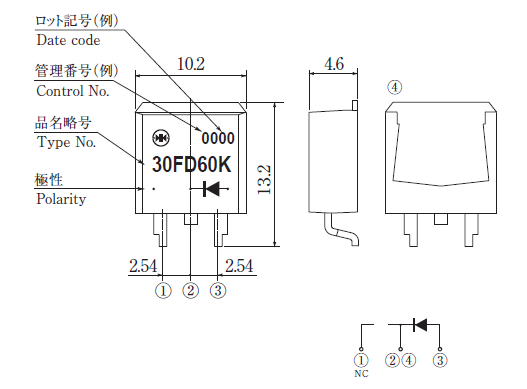 ロット記号(例)
Date code
管理番号(例)
Control No.
品名略号
Type No.
極性
Polarity
10.2
0000
30FD60K
13.2
2.54
2.54
① ② ③
4.6
④
① ②④ ③
NC